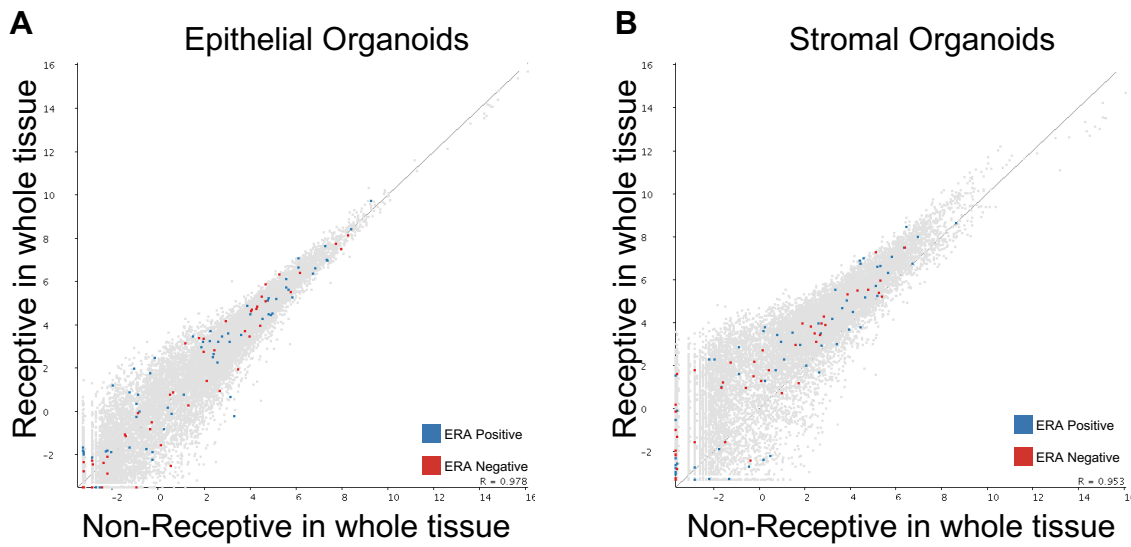 A
Epithelial Organoids
Receptive in whole tissue
16
14
12
10
8
6
4
2
0
−2
−2
0
2
4
6
8
10
12
14
16
ERA Positive
ERA Negative
R = 0.978
Non-Receptive in whole tissue
B
Stromal Organoids
Receptive in whole tissue
16
14
12
10
8
6
4
2
0
−2
−2
0
2
4
6
8
10
12
14
16
ERA Positive
ERA Negative
R = 0.953
Non-Receptive in whole tissue